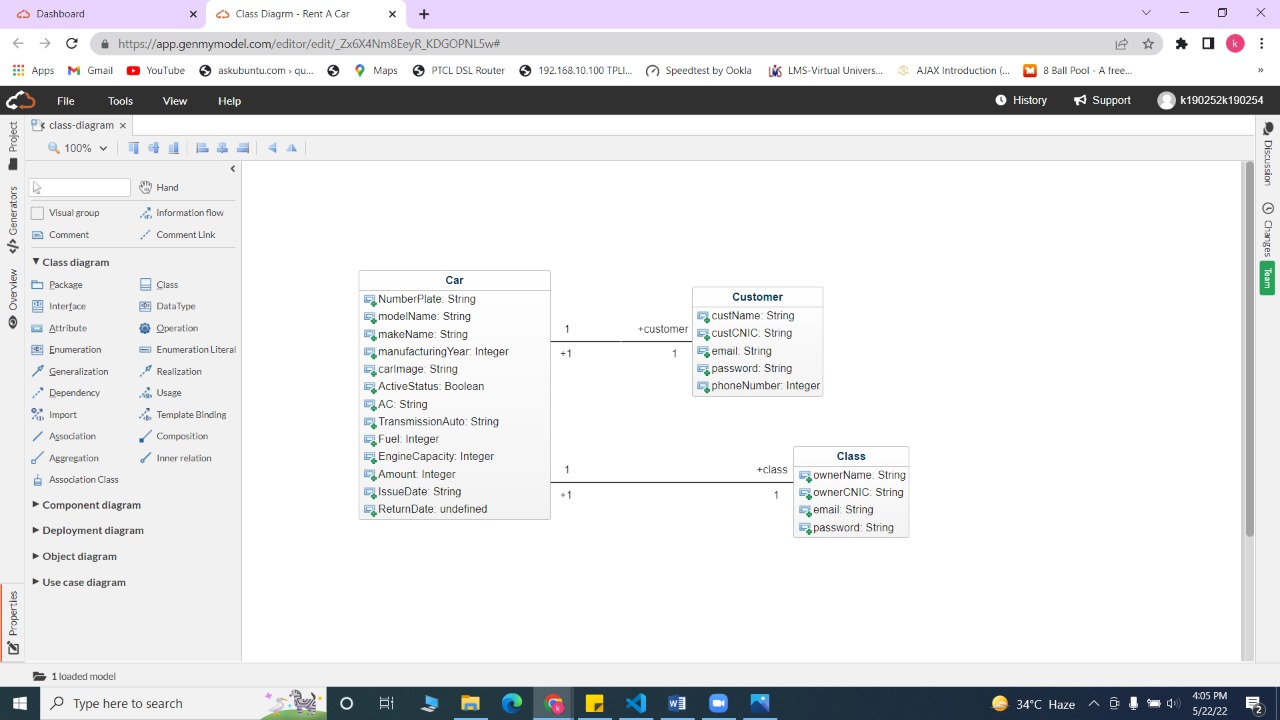 Dashboard
Class Diagrm - Rent A Car
https://app.genmymodel.com/editor/edit/_Zx6X4Nm8EeyR_KDGOPNL5w#
k
Apps
Gmail
YouTube
askubuntu.com › qu...
Maps
PTCL DSL Router
192.168.10.100 TPLI...
Speedtest by Ookla
LMS-Virtual Univers...
AJAX Introduction (...
8 Ball Pool - A free...
»
File
Tools
View
Help
History
Support
k190252k190254
class-diagram
100%
Project
Generators
Overview
Properties
Hand
Visual group
Information flow
Comment
Comment Link
Class diagram
Package
Class
Interface
DataType
Attribute
Operation
Enumeration
Enumeration Literal
Generalization
Realization
Dependency
Usage
Import
Template Binding
Association
Composition
Aggregation
Inner relation
Association Class
Component diagram
Deployment diagram
Object diagram
Use case diagram
Car
NumberPlate: String
modelName: String
makeName: String
manufacturingYear: Integer
carImage: String
ActiveStatus: Boolean
AC: String
TransmissionAuto: String
Fuel: Integer
EngineCapacity: Integer
Amount: Integer
IssueDate: String
ReturnDate: undefined
1
+customer
+1
1
Customer
custName: String
custCNIC: String
email: String
password: String
phoneNumber: Integer
1
+class
+1
1
Class
ownerName: String
ownerCNIC: String
email: String
password: String
Discussion
Changes
Team
1 loaded model
Type here to search
34°C Haze
4:05 PM
5/22/22
2